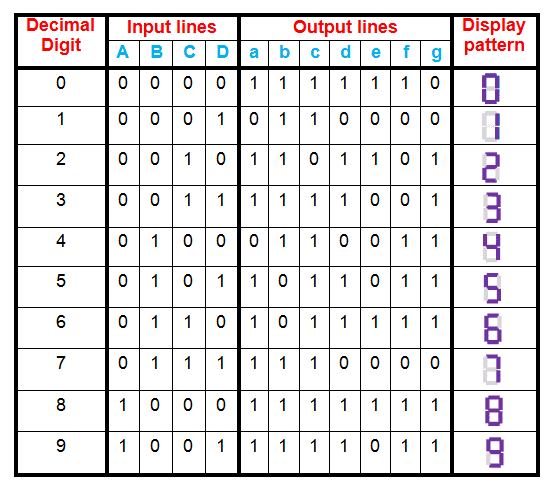 Decimal Digit Input lines Output lines Display pattern
A B C D a b c d e f g
0 0 0 0 0 1 1 1 1 1 1 0 0
1 0 0 0 1 0 1 1 0 0 0 0 1
2 0 0 1 0 1 1 0 1 1 0 1 2
3 0 0 1 1 1 1 1 1 0 0 1 3
4 0 1 0 0 0 1 1 0 0 1 1 4
5 0 1 0 1 1 0 1 1 0 1 1 5
6 0 1 1 0 1 0 1 1 1 1 1 6
7 0 1 1 1 1 1 1 0 0 0 0 7
8 1 0 0 0 1 1 1 1 1 1 1 8
9 1 0 0 1 1 1 1 1 0 1 1 9